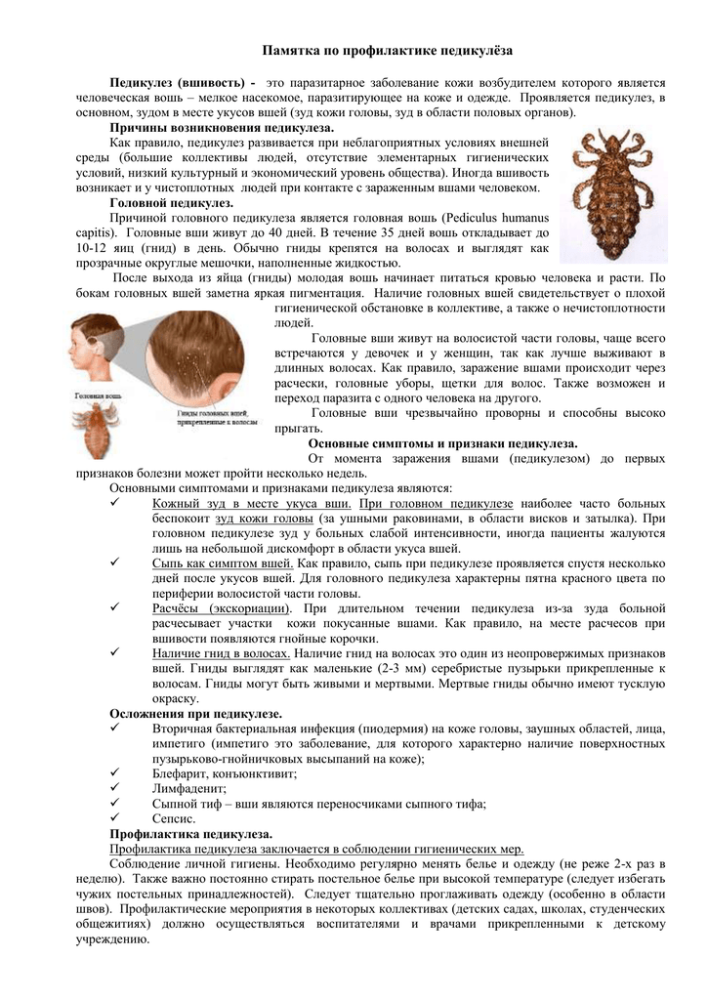 Памятка по профилактике педикулёза
Педикулез (вшивость) - это паразитарное заболевание кожи возбудителем которого является
человеческая вошь – мелкое насекомое, паразитирующее на коже и одежде. Проявляется педикулез, в
основном, зудом в месте укусов вшей (зуд кожи головы, зуд в области половых органов).
Причины возникновения педикулеза.
Как правило, педикулез развивается при неблагоприятных условиях внешней
среды (большие коллективы людей, отсутствие элементарных гигиенических
условий, низкий культурный и экономический уровень общества). Иногда вшивость
возникает и у чистоплотных людей при контакте с зараженным вшами человеком.
Головной педикулез.
Причиной головного педикулеза является головная вошь (Pediculus humanus
capitis). Головные вши живут до 40 дней. В течение 35 дней вошь откладывает до
10-12 яиц (гнид) в день. Обычно гниды крепятся на волосах и выглядят как
прозрачные округлые мешочки, наполненные жидкостью.
После выхода из яйца (гниды) молодая вошь начинает питаться кровью человека и расти. По
бокам головных вшей заметна яркая пигментация. Наличие головных вшей свидетельствует о плохой
гигиенической обстановке в коллективе, а также о нечистоплотности
людей.
Головные вши живут на волосистой части головы, чаще всего
встречаются у девочек и у женщин, так как лучше выживают в
длинных волосах. Как правило, заражение вшами происходит через
расчески, головные уборы, щетки для волос. Также возможен и
переход паразита с одного человека на другого.
Головная вошь
Гниды головных вшей,
прикрепленные к волосам
Головные вши чрезвычайно проворны и способны высоко
прыгать.
Основные симптомы и признаки педикулеза.
От момента заражения вшами (педикулезом) до первых
признаков болезни может пройти несколько недель.
Основными симптомами и признаками педикулеза являются:
✓ Кожный зуд в месте укуса вши. При головном педикулезе наиболее часто больных
беспокоит зуд кожи головы (за ушными раковинами, в области висков и затылка). При
головном педикулезе зуд у больных слабой интенсивности, иногда пациенты жалуются
лишь на небольшой дискомфорт в области укуса вшей.
✓ Сыпь как симптом вшей. Как правило, сыпь при педикулезе проявляется спустя несколько
дней после укусов вшей. Для головного педикулеза характерны пятна красного цвета по
периферии волосистой части головы.
✓ Расчёсы (экскориации). При длительном течении педикулеза из-за зуда больной
расчесывает участки кожи покусанные вшами. Как правило, на месте расчесов при
вшивости появляются гнойные корочки.
✓ Наличие гнид в волосах. Наличие гнид на волосах это один из неопровержимых признаков
вшей. Гниды выглядят как маленькие (2-3 мм) серебристые пузырьки прикрепленные к
волосам. Гниды могут быть живыми и мертвыми. Мертвые гниды обычно имеют тусклую
окраску.
Осложнения при педикулезе.
✓ Вторичная бактериальная инфекция (пиодермия) на коже головы, заушных областей, лица,
импетиго (импетиго это заболевание, для которого характерно наличие поверхностных
пузырьково-гнойничковых высыпаний на коже);
✓ Блефарит, конъюнктивит;
✓ Лимфаденит;
✓ Сыпной тиф – вши являются переносчиками сыпного тифа;
✓ Сепсис.
Профилактика педикулеза.
Профилактика педикулеза заключается в соблюдении гигиенических мер.
Соблюдение личной гигиены. Необходимо регулярно менять белье и одежду (не реже 2-х раз в
неделю). Также важно постоянно стирать постельное белье при высокой температуре (следует избегать
чужих постельных принадлежностей). Следует тщательно проглаживать одежду (особенно в области
швов). Профилактические мероприятия в некоторых коллективах (детских садах, школах, студенческих
общежитиях) должно осуществляться воспитателями и врачами прикрепленными к детскому
учреждению.